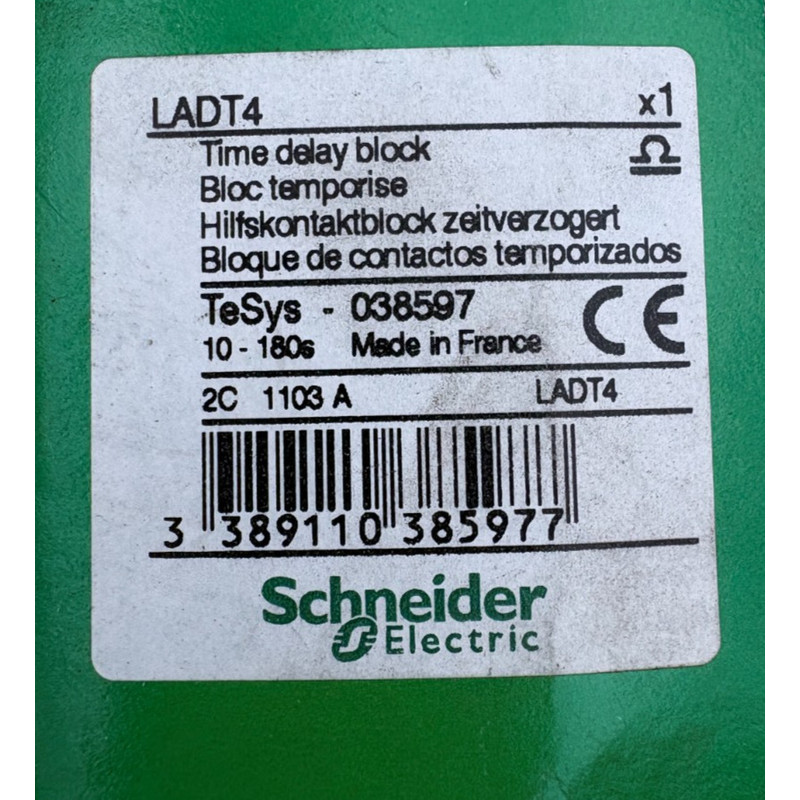 LADT4 x1
Time delay block
Bloc temporise
Hilfskontaktblock zeitverzogert
Bloque de contactos temporizados
TeSys - 038597
10 - 180s Made in France
CE
2C 1103 A LADT4
3 389110 385977
Schneider
Electric